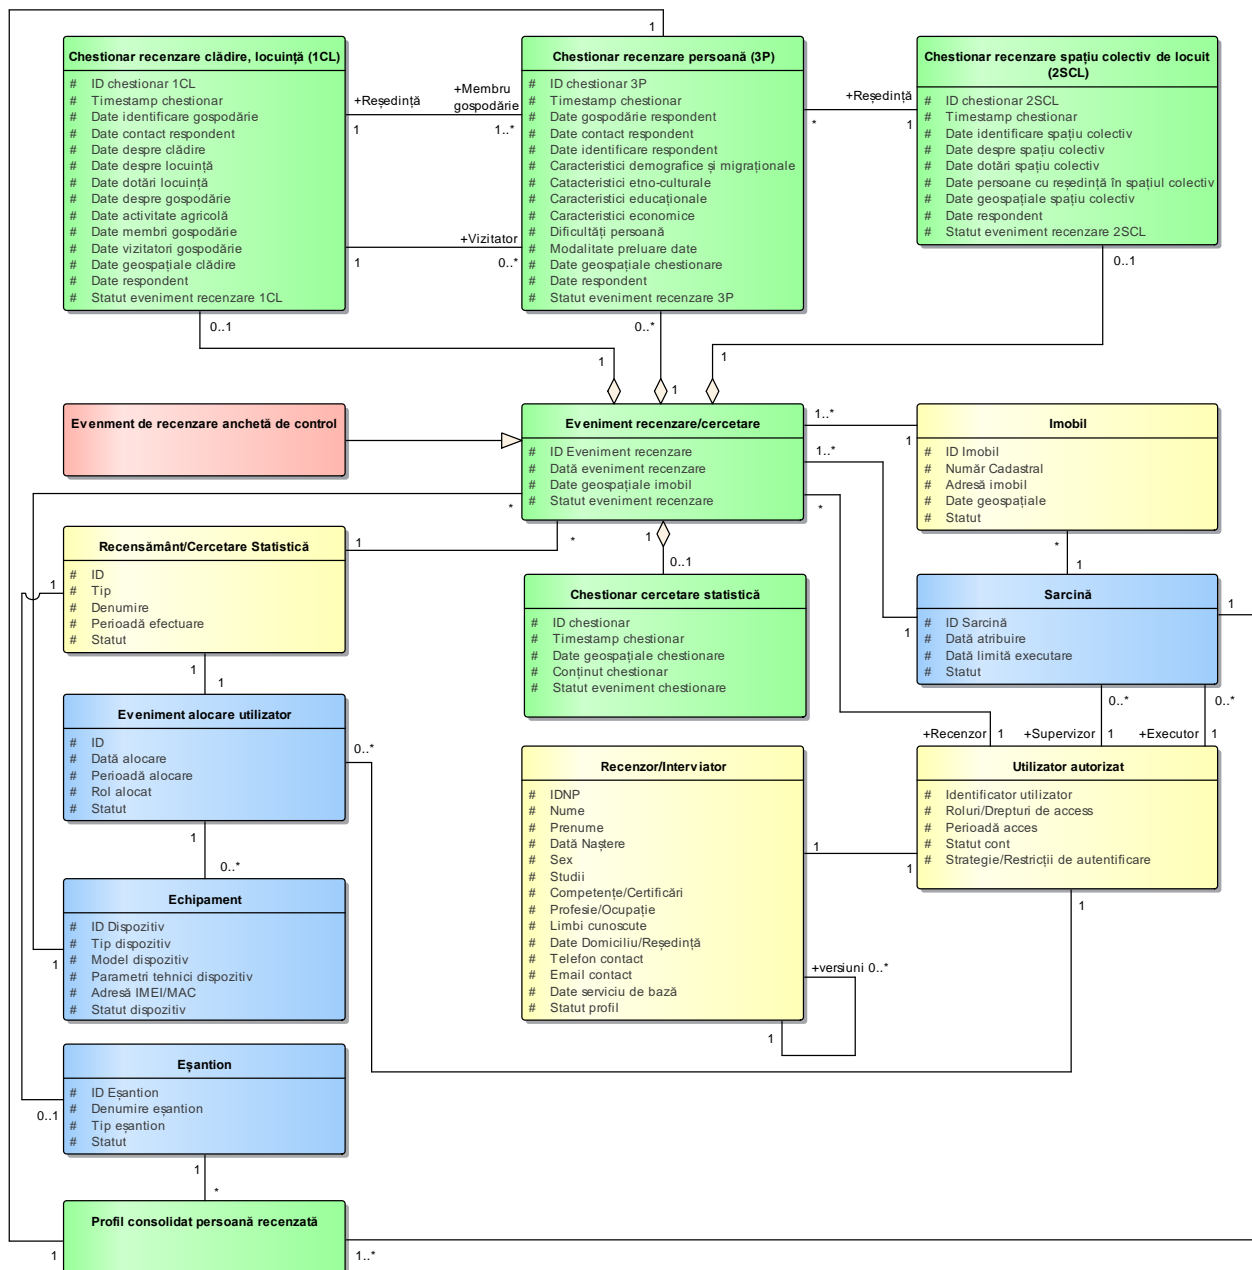 1
Chestionar recenzare clădire, locuință (1CL)
# ID chestionar 1CL
# Timestamp chestionar
# Date identificare gospodărie
# Date contact respondent
# Date despre clădire
# Date despre locuință
# Date dotări locuință
# Date despre gospodărie
# Date activitate agricolă
# Date membri gospodărie
# Date vizitatori gospodărie
# Date geospațiale clădire
# Date respondent
# Statut eveniment recenzare 1CL
+Reședință
1
+Membru
gospodărie
1..*
+Vizitator
1
0..*
Chestionar recenzare persoană (3P)
# ID chestionar 3P
# Timestamp chestionar
# Date gospodărie respondent
# Date contact respondent
# Date identificare respondent
# Caracteristici demografice și migraționale
# Catacteristici etno-culturale
# Caracteristici educaționale
# Caracteristici economice
# Dificultăți persoană
# Modalitate preluare date
# Date geospațiale chestionare
# Date respondent
# Statut eveniment recenzare 3P
+Reședință
*
1
Chestionar recenzare spațiu colectiv de locuit
(2SCL)
# ID chestionar 2SCL
# Timestamp chestionar
# Date identificare spațiu colectiv
# Date despre spațiu colectiv
# Date dotări spațiu colectiv
# Date persoane cu reședință în spațiul colectiv
# Date geospațiale spațiu colectiv
# Date respondent
# Statut eveniment recenzare 2SCL
0..1
0..*
0..1
1
1
1
Evenment de recenzare anchetă de control
Eveniment recenzare/cercetare
# ID Eveniment recenzare
# Dată eveniment recenzare
# Date geospațiale imobil
# Statut eveniment recenzare
1..*
1
1..*
*
*
*
1
0..1
Imobil
# ID Imobil
# Număr Cadastral
# Adresă imobil
# Date geospațiale
# Statut
*
1
Recensământ/Cercetare Statistică
# ID
# Tip
# Denumire
# Perioadă efectuare
# Statut
1
1
1
1
Chestionar cercetare statistică
# ID chestionar
# Timestamp chestionar
# Date geospațiale chestionare
# Conținut chestionar
# Statut eveniment chestionare
Sarcină
# ID Sarcină
# Dată atribuire
# Dată limită executare
# Statut
1
1
0..*
0..*
Eveniment alocare utilizator
# ID
# Dată alocare
# Perioadă alocare
# Rol alocat
# Statut
0..*
1
0..*
+Recenzor
1
+Supervizor
1
+Executor
1
Recenzor/Interviator
# IDNP
# Nume
# Prenume
# Dată Naștere
# Sex
# Studii
# Competențe/Certificări
# Profesie/Ocupație
# Limbi cunoscute
# Date Domiciliu/Reședință
# Telefon contact
# Email contact
# Date serviciu de bază
# Statut profil
1
1
+versiuni 0..*
1
Utilizator autorizat
# Identificator utilizator
# Roluri/Drepturi de access
# Perioadă acces
# Statut cont
# Strategie/Restricții de autentificare
1
Echipament
# ID Dispozitiv
# Tip dispozitiv
# Model dispozitiv
# Parametri tehnici dispozitiv
# Adresă IMEI/MAC
# Statut dispozitiv
1
Eșantion
# ID Eșantion
# Denumire eșantion
# Tip eșantion
# Statut
0..1
1
*
Profil consolidat persoană recenzată
1
1..*